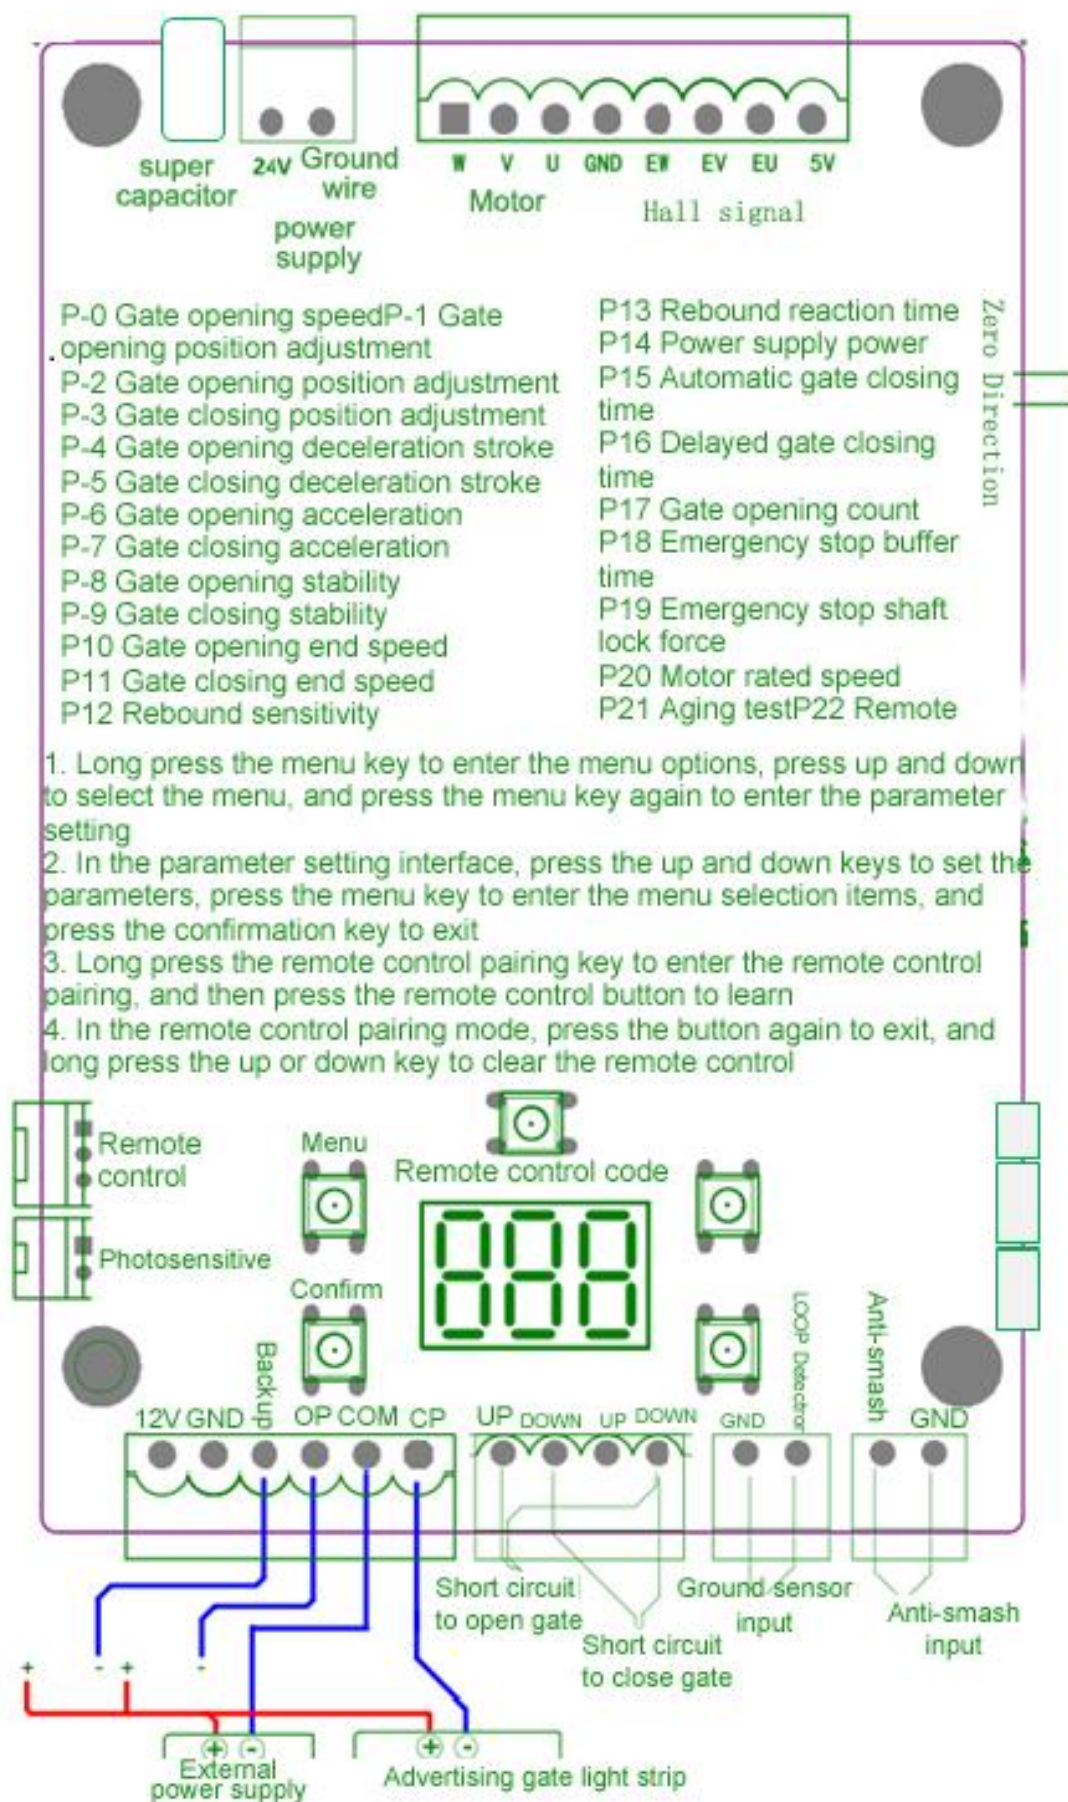 super
capacitor
24V
Ground
wire
power
supply
W V U GND EW EV EU 5V
Motor
Hall signal
P-0 Gate opening speedP-1 Gate
opening position adjustment
P-2 Gate opening position adjustment
P-3 Gate closing position adjustment
P-4 Gate opening deceleration stroke
P-5 Gate closing deceleration stroke
P-6 Gate opening acceleration
P-7 Gate closing acceleration
P-8 Gate opening stability
P-9 Gate closing stability
P10 Gate opening end speed
P11 Gate closing end speed
P12 Rebound sensitivity
P13 Rebound reaction time
P14 Power supply power
P15 Automatic gate closing
time
P16 Delayed gate closing
time
P17 Gate opening count
P18 Emergency stop buffer
time
P19 Emergency stop shaft
lock force
P20 Motor rated speed
P21 Aging testP22 Remote
Zero Direction
1. Long press the menu key to enter the menu options, press up and down
to select the menu, and press the menu key again to enter the parameter
setting
2. In the parameter setting interface, press the up and down keys to set the
parameters, press the menu key to enter the menu selection items, and
press the confirmation key to exit
3. Long press the remote control pairing key to enter the remote control
pairing, and then press the remote control button to learn
4. In the remote control pairing mode, press the button again to exit, and
long press the up or down key to clear the remote control
Remote
control
Menu
Remote control code
Photosensitive
Confirm
888
Backup
LOOP Detectror
Anti-smash
12V GND OP COM CP
UP DOWN UP DOWN
GND
GND
Short circuit
to open gate
Short circuit
to close gate
Ground sensor
input
Anti-smash
input
+ - + -
+ -
+ -
External
power supply
Advertising gate light strip